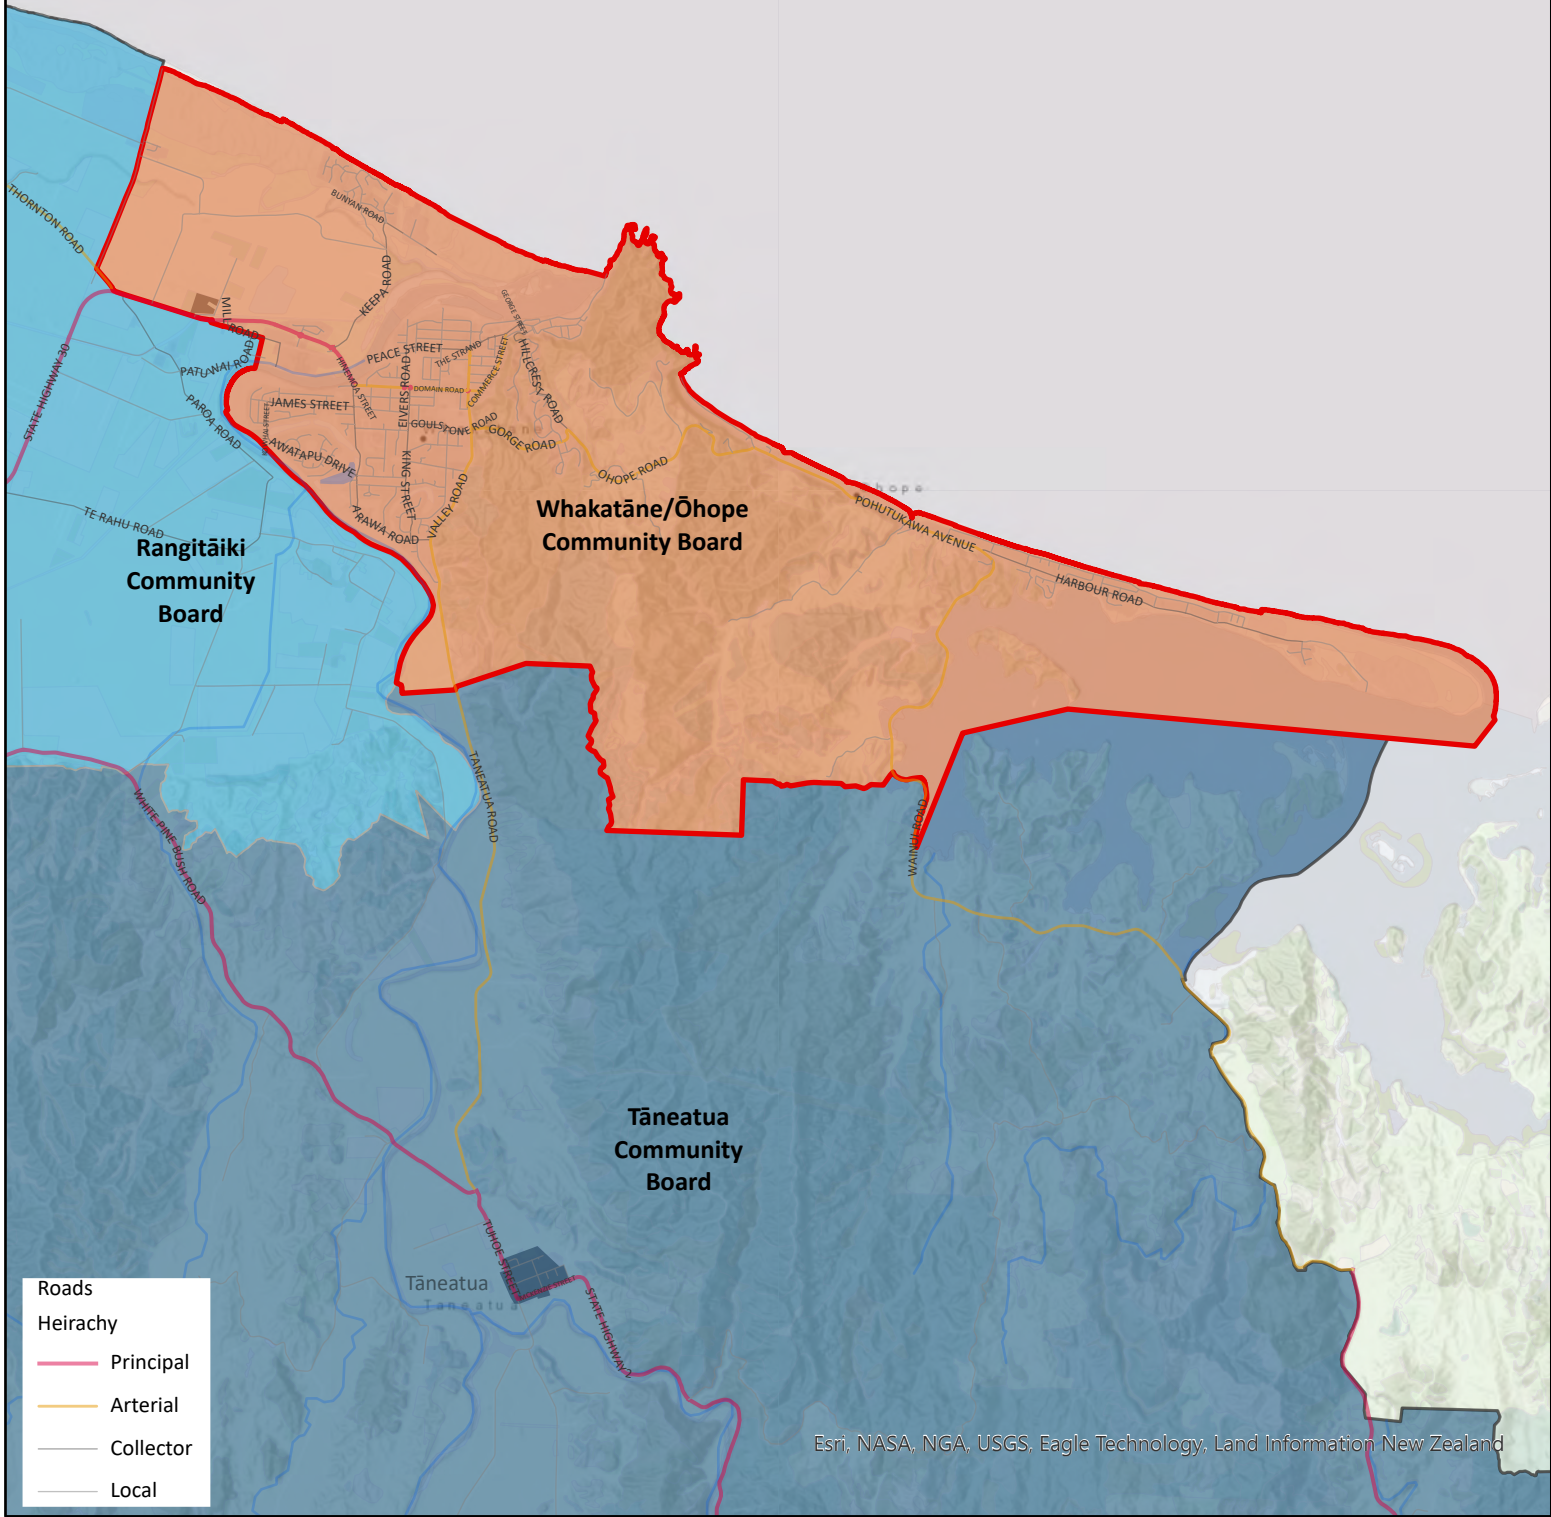 THORNTON ROAD
BUNYAN ROAD
KEEPA ROAD
MILL ROAD
GEORGE STREET
STATE HIGHWAY 30
PATUWAI ROAD
PEACE STREET
THE STRAND
HINEMOA STREET
EIVERS ROAD
DOMAIN ROAD
COMMERCE STREET
HILLCREST ROAD
PAROA ROAD
JAMES STREET
GOULSTONE ROAD
GORGE ROAD
AWATAPU DRIVE
KING STREET
OHOPE ROAD
VALLEY ROAD
ARAWA ROAD
TE RAHU ROAD
POHUTUKAWA AVENUE
HARBOUR ROAD
Whakatāne/Ōhope
Community Board
Rangitāiki
Community
Board
TANEATUA ROAD
WHITE PINE BUSH ROAD
WAINUI ROAD
Tāneatua
Community
Board
TUHOE STREET
Tāneatua
Taneatua
STATE HIGHWAY 2
Roads
Heirachy
Principal
Arterial
Collector
Local
Esri, NASA, NGA, USGS, Eagle Technology, Land Information New Zealand